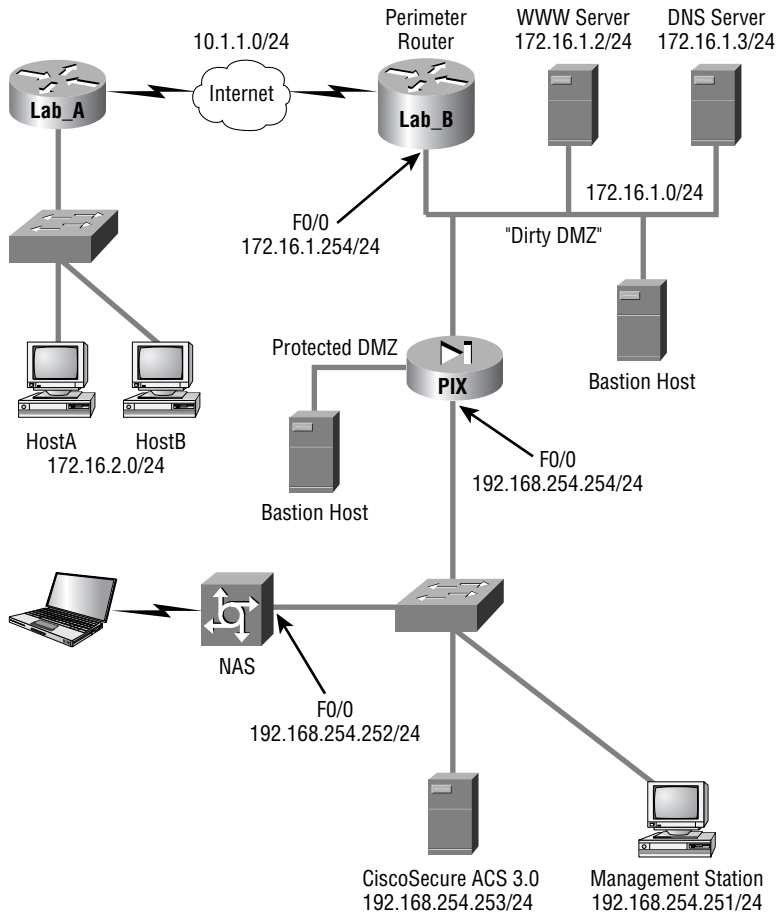 Perimeter
Router
WWW Server
172.16.1.2/24
DNS Server
172.16.1.3/24
10.1.1.0/24
Internet
Lab_A
Lab_B
172.16.1.0/24
F0/0
172.16.1.254/24
"Dirty DMZ"
Protected DMZ
PIX
Bastion Host
HostA
HostB
172.16.2.0/24
F0/0
192.168.254.254/24
Bastion Host
NAS
F0/0
192.168.254.252/24
CiscoSecure ACS 3.0
192.168.254.253/24
Management Station
192.168.254.251/24